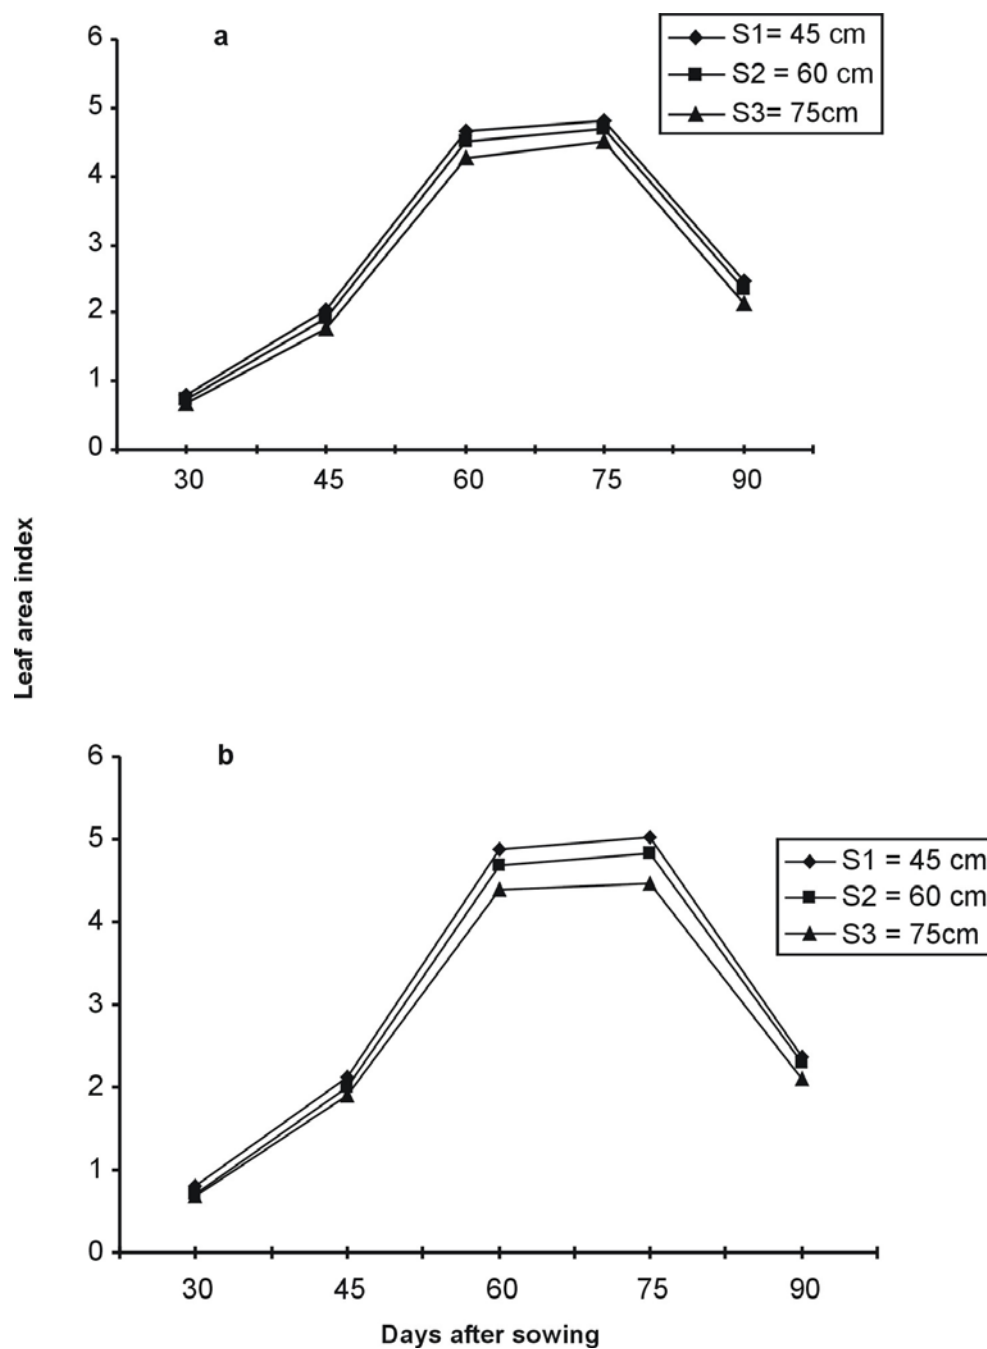 a
S1= 45 cm
S2 = 60 cm
S3= 75cm
6
5
4
3
2
1
0
30 45 60 75 90
Leaf area index
b
S1 = 45 cm
S2 = 60 cm
S3 = 75cm
6
5
4
3
2
1
0
30 45 60 75 90
Days after sowing